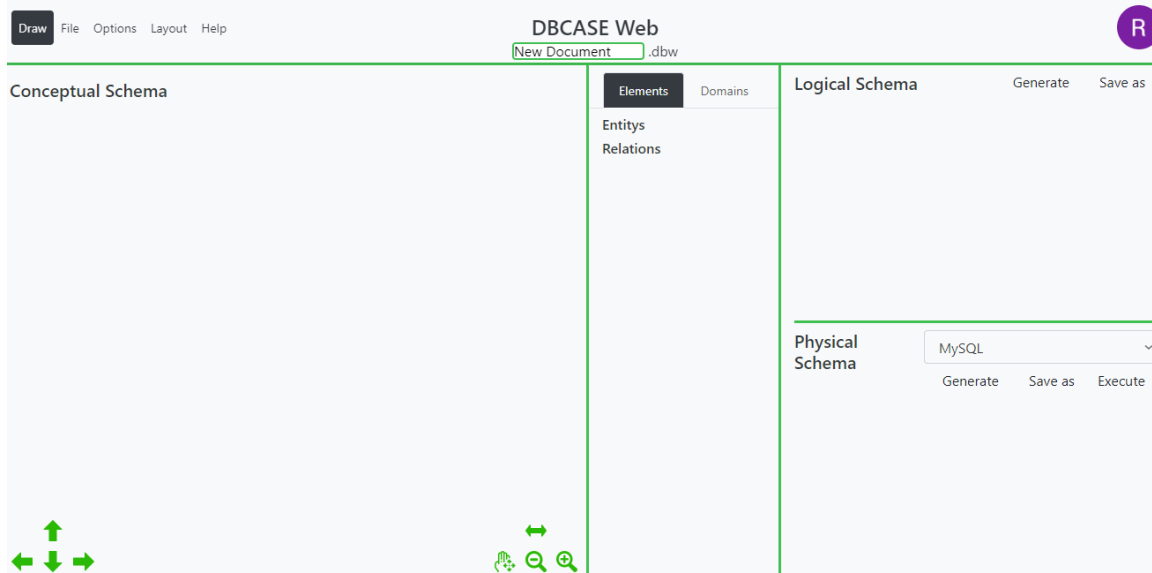 Draw File Options Layout Help
DBCASE Web
New Document .dbw
R
Conceptual Schema
Elements Domains
Entitys
Relations
Logical Schema Generate Save as
Physical
Schema
MySQL
Generate Save as Execute